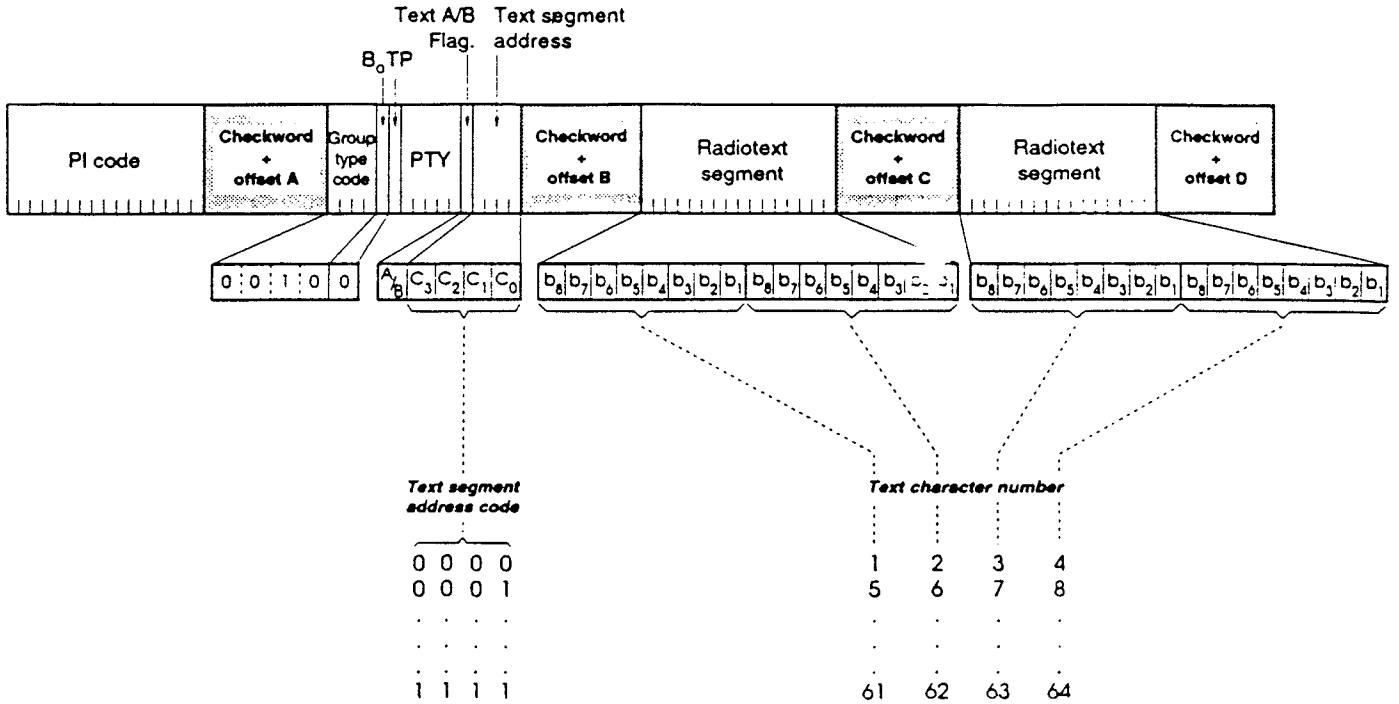 Text A/B Text segment
Flag. address
B₀ TP
PI code
Checkword
+
offset A
Group
type
code
PTY
Checkword
+
offset B
Radiotext
segment
Checkword
+
offset C
Radiotext
segment
Checkword
+
offset D
0 0 1 0 0
A/B C₃ C₂ C₁ C₀
b₈ b₇ b₆ b₅ b₄ b₃ b₂ b₁ b₈ b₇ b₆ b₅ b₄ b₃
b₈ b₇ b₆ b₅ b₄ b₃ b₂ b₁ b₈ b₇ b₆ b₅ b₄ b₃ b₂ b₁
Text segment
address code
Text character number
0 0 0 0 1 2 3 4
0 0 0 1 5 6 7 8
. . . . . . . .
. . . . . . . .
. . . . . . . .
1 1 1 1 61 62 63 64